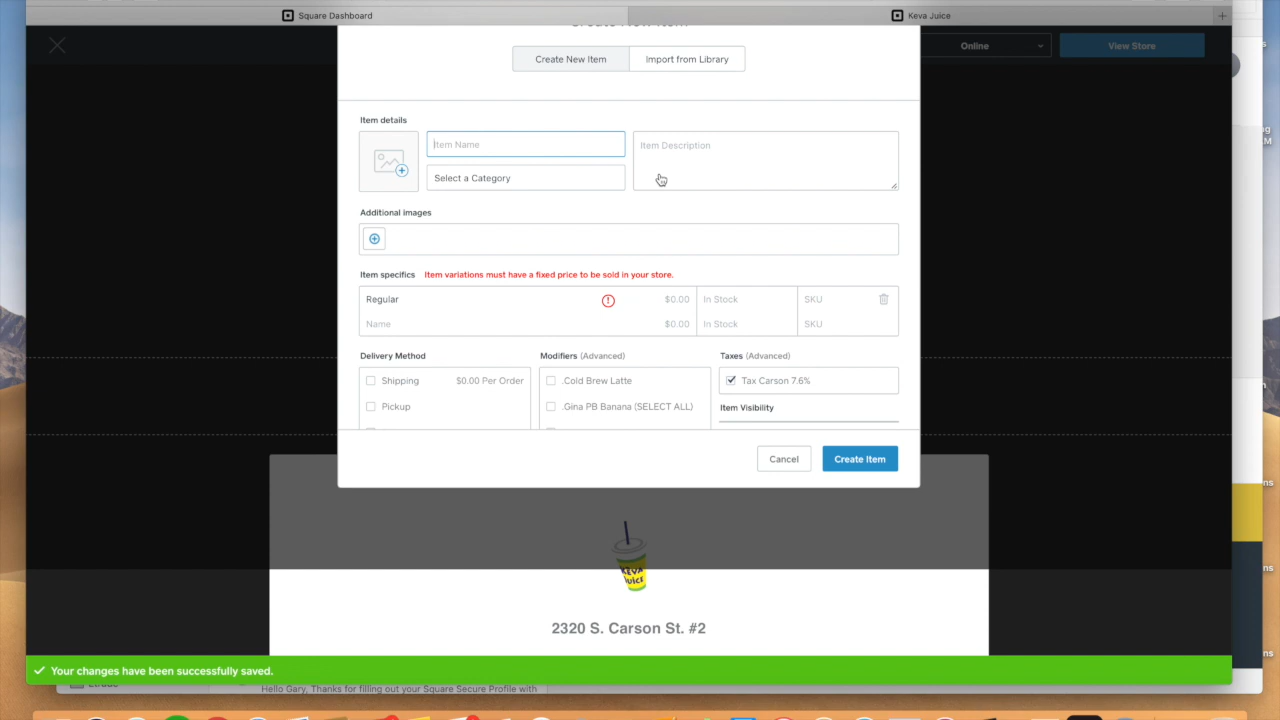 Square Dashboard
Keva Juice
Online
View Store
Create New Item
Create New Item
Import from Library
Item details
Item Name
Item Description
Select a Category
Additional images
Item specifics
Item variations must have a fixed price to be sold in your store.
Regular
$0.00
In Stock
SKU
Name
$0.00
In Stock
SKU
Delivery Method
Modifiers (Advanced)
Taxes (Advanced)
Shipping
$0.00 Per Order
.Cold Brew Latte
Tax Carson 7.6%
Pickup
.Gina PB Banana (SELECT ALL)
Item Visibility
Cancel
Create Item
KEVA
JUICE
2320 S. Carson St. #2
Your changes have been successfully saved.
Hello Gary, Thanks for filling out your Square Secure Profile with